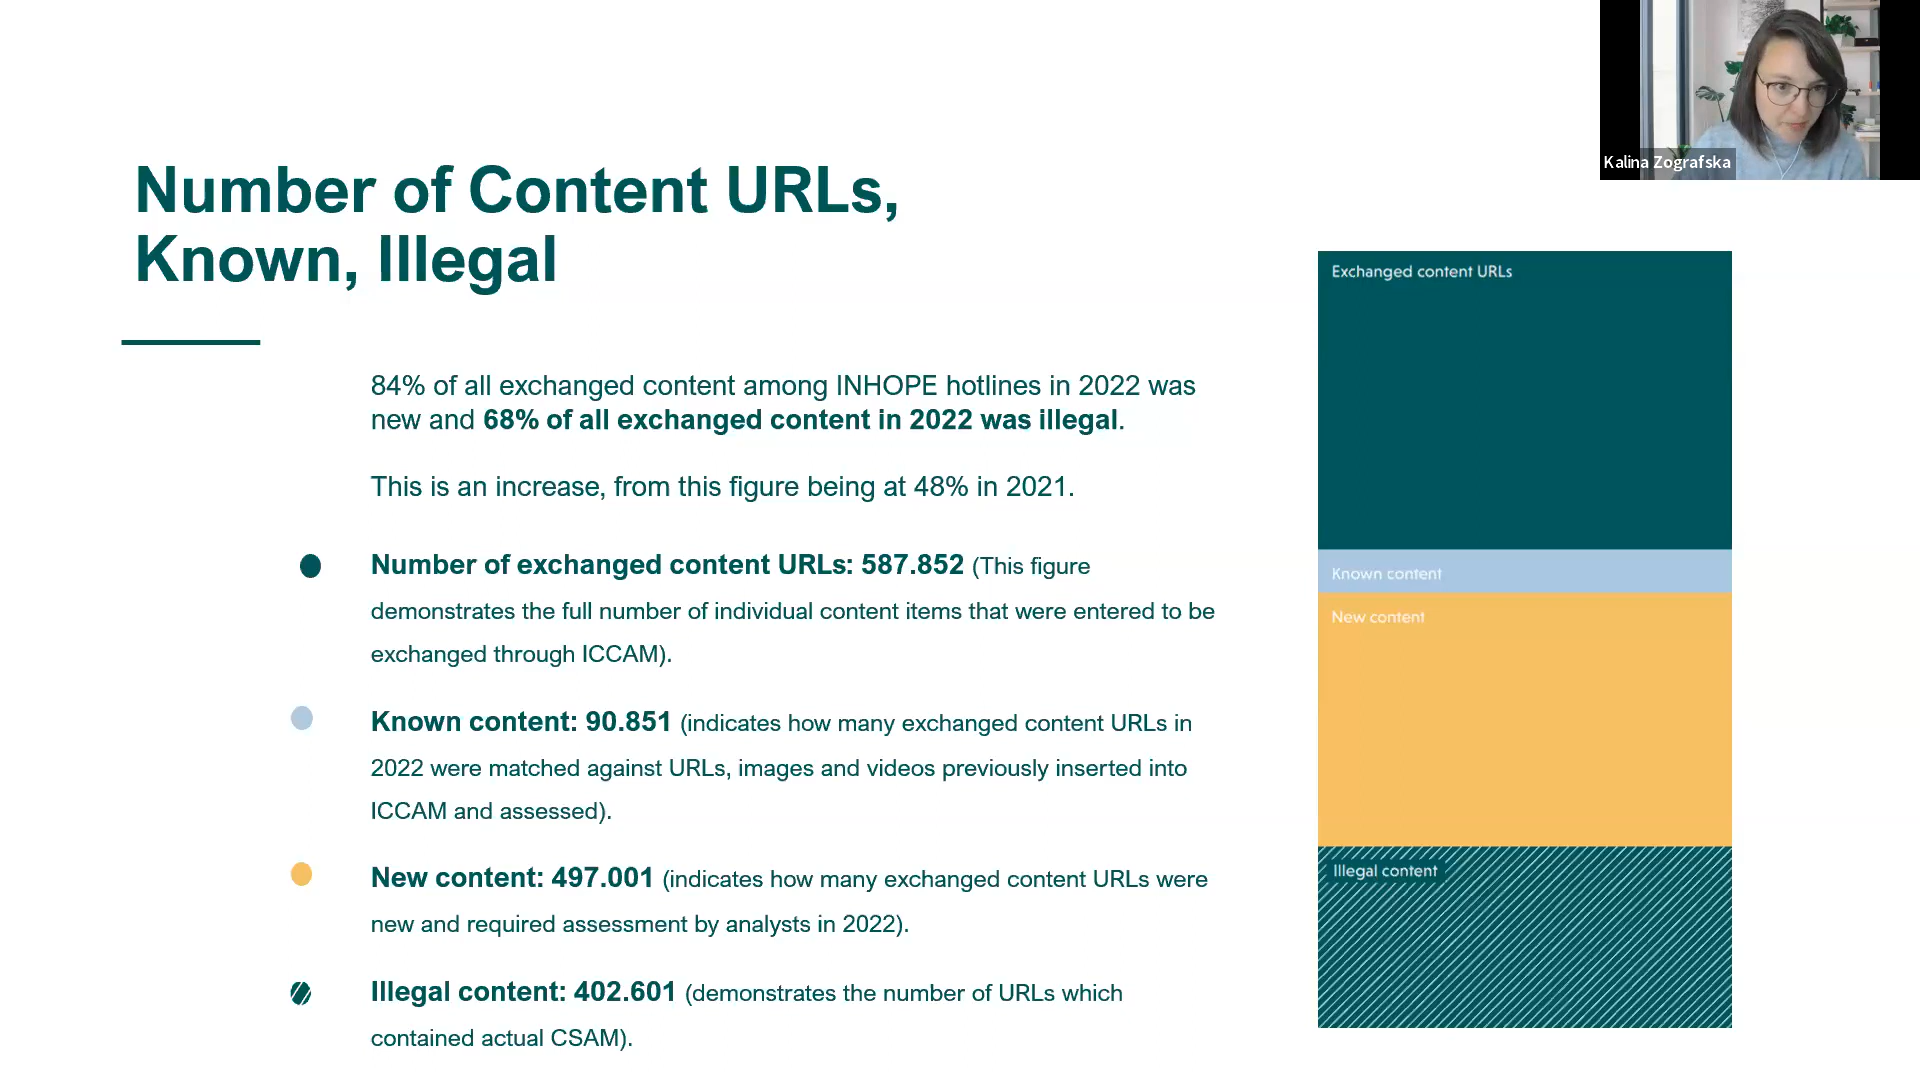 Kalina Zografska
Number of Content URLs,
Known, Illegal
84% of all exchanged content among INHOPE hotlines in 2022 was
new and 68% of all exchanged content in 2022 was illegal.
This is an increase, from this figure being at 48% in 2021.
Number of exchanged content URLs: 587.852 (This figure
demonstrates the full number of individual content items that were entered to be
exchanged through ICCAM).
Known content: 90.851 (indicates how many exchanged content URLs in
2022 were matched against URLs, images and videos previously inserted into
ICCAM and assessed).
New content: 497.001 (indicates how many exchanged content URLs were
new and required assessment by analysts in 2022).
Illegal content: 402.601 (demonstrates the number of URLs which
contained actual CSAM).
Exchanged content URLs
Known content
New content
Illegal content